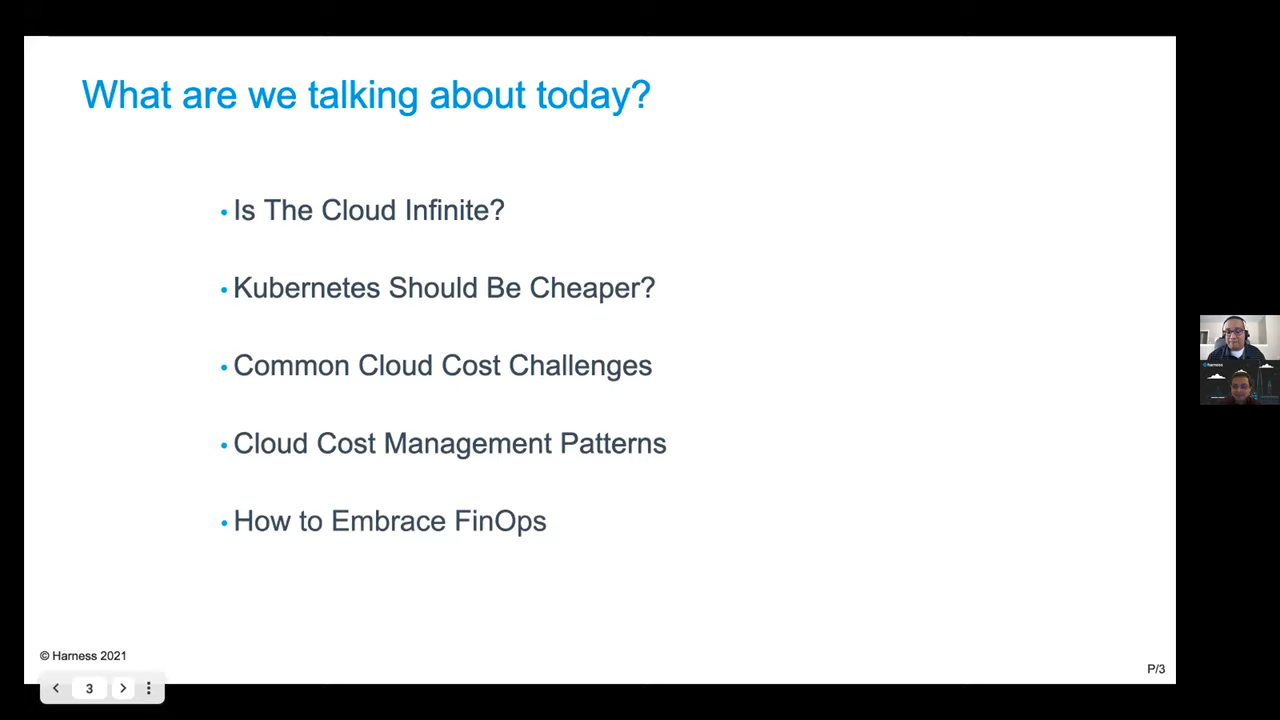 What are we talking about today?
• Is The Cloud Infinite?
• Kubernetes Should Be Cheaper?
• Common Cloud Cost Challenges
• Cloud Cost Management Patterns
• How to Embrace FinOps
© Harness 2021
P/3
3
harness